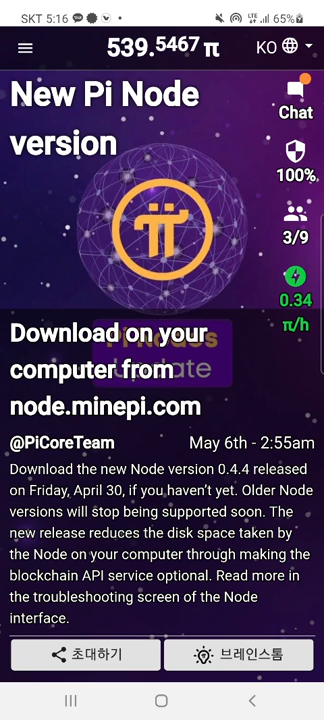 SKT 5:16
LTE 65%
539.5467 π
KO
New Pi Node
version
Chat
100%
3/9
0.34
π/h
Download on your
computer from
node.minepi.com
Pi Nodes
Update
@PiCoreTeam
May 6th - 2:55am
Download the new Node version 0.4.4 released
on Friday, April 30, if you haven't yet. Older Node
versions will stop being supported soon. The
new release reduces the disk space taken by
the Node on your computer through making the
blockchain API service optional. Read more in
the troubleshooting screen of the Node
interface.
초대하기
브레인스톰